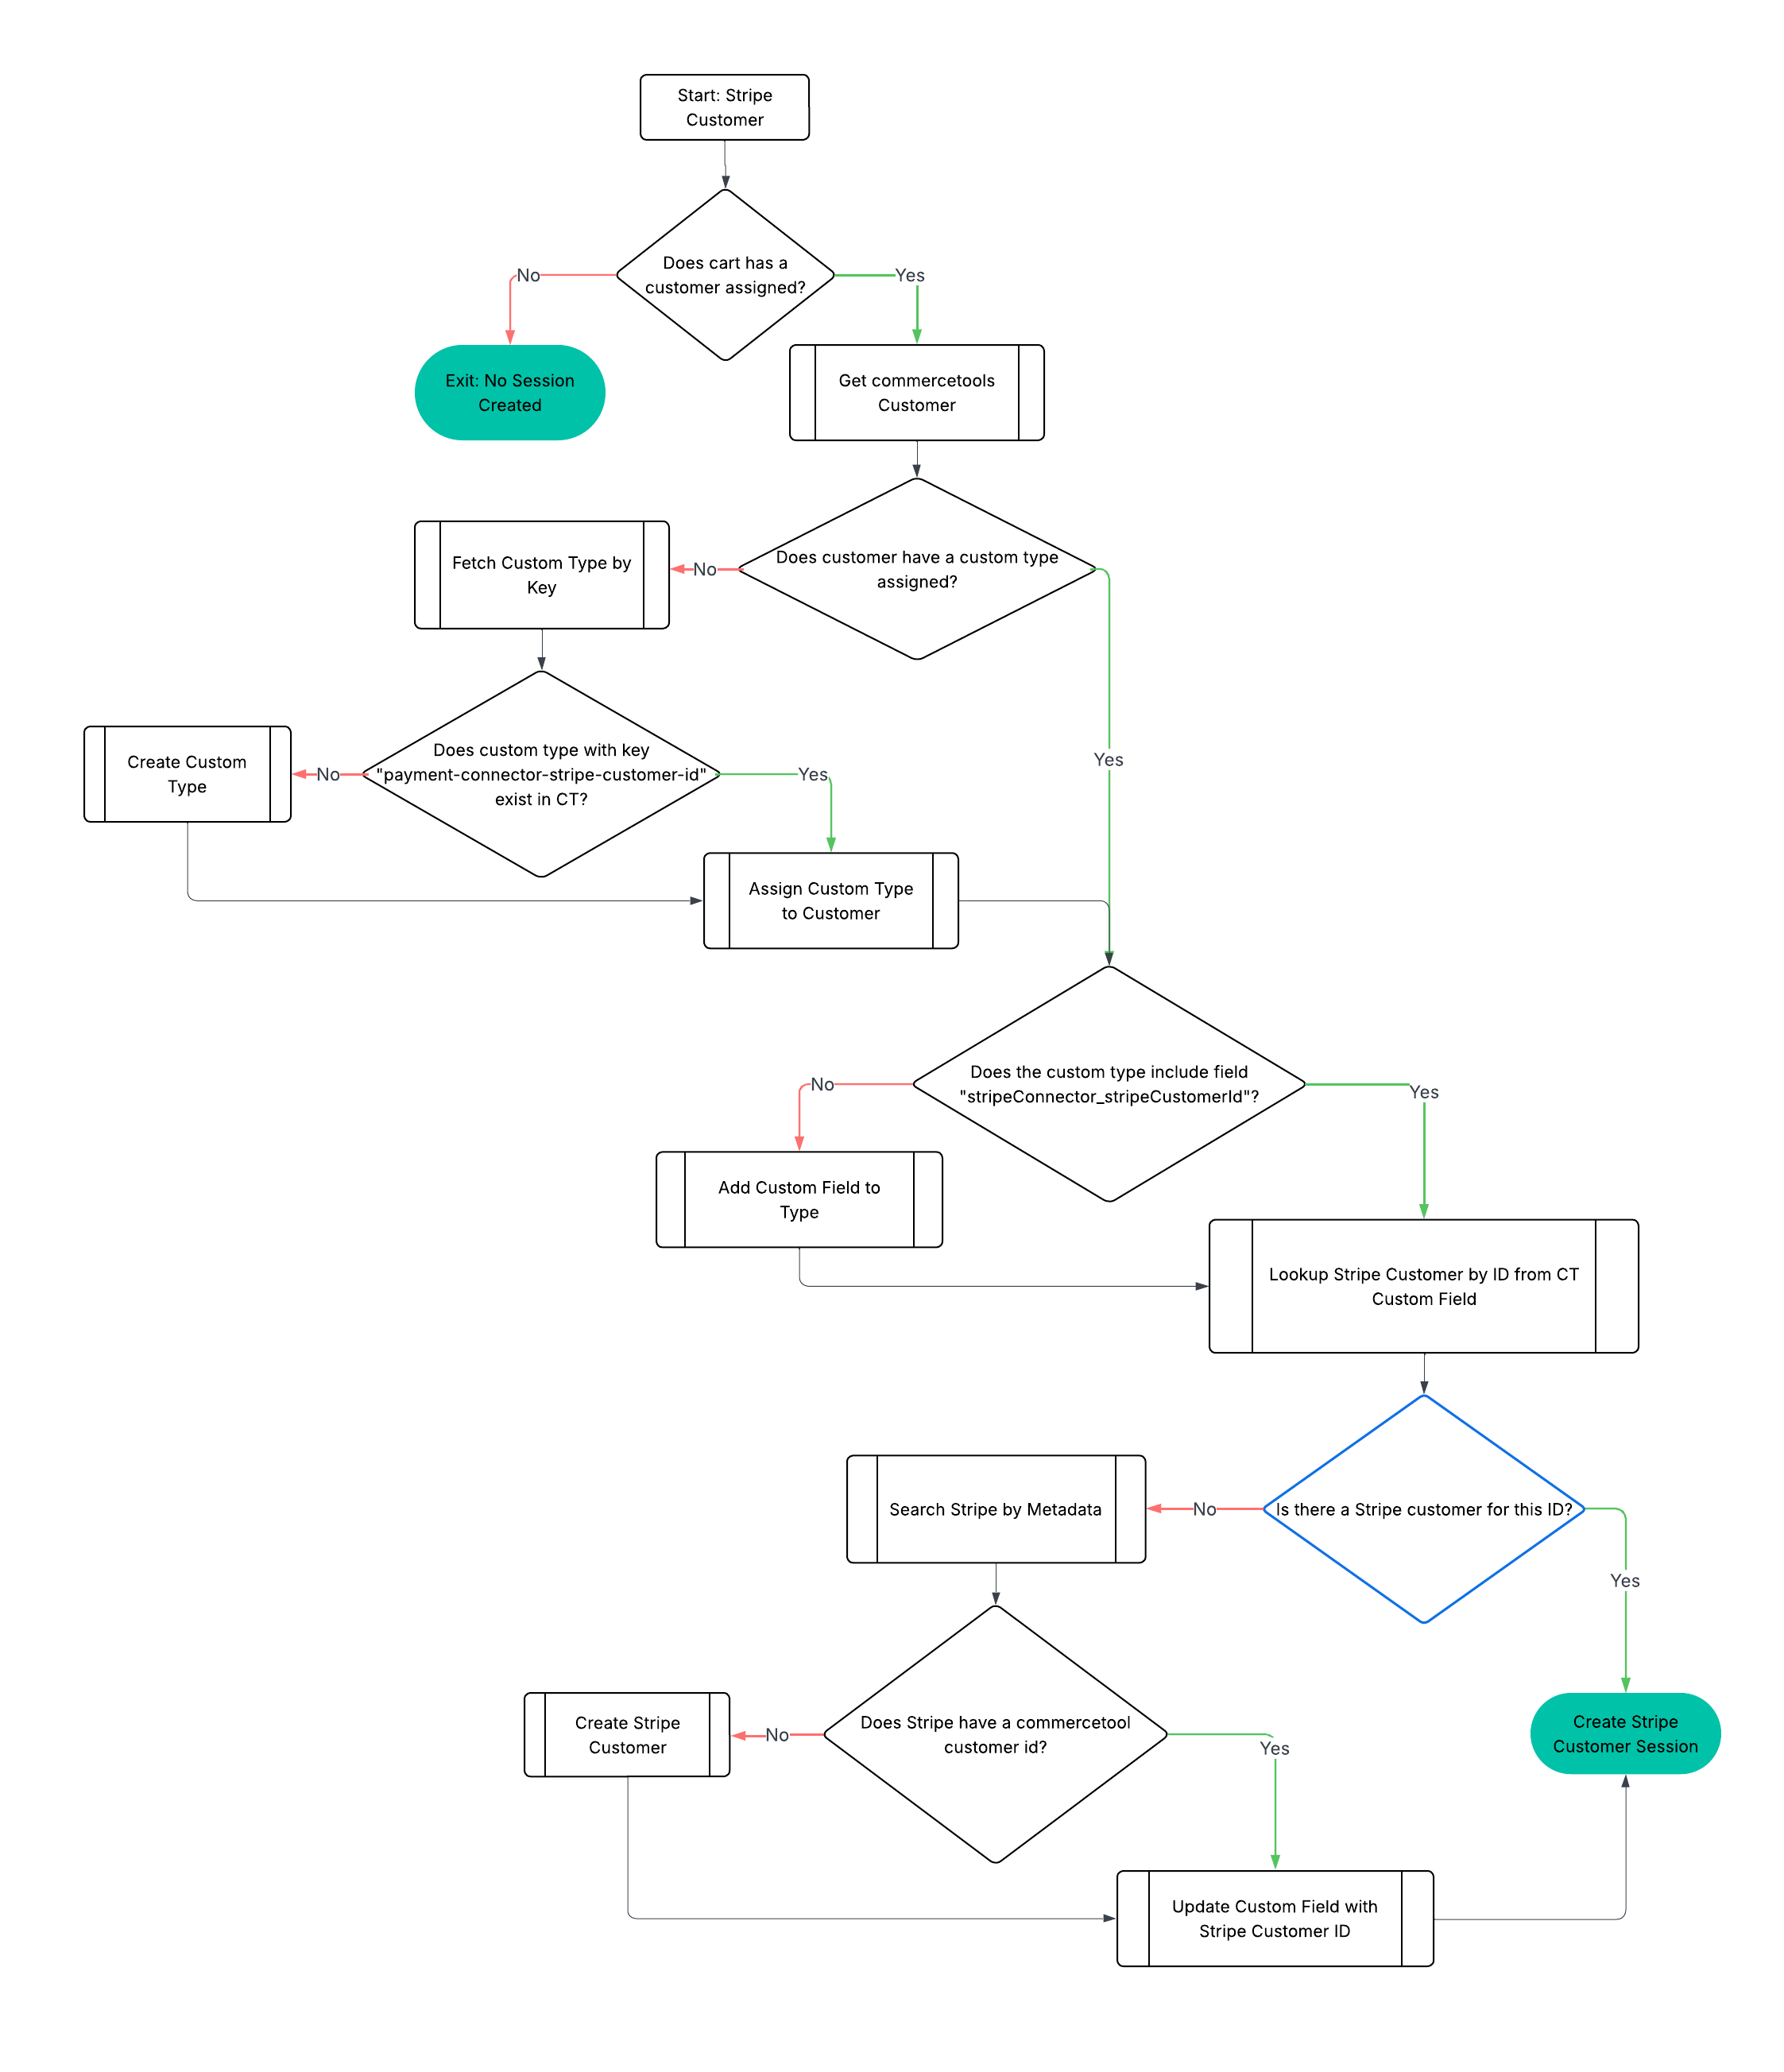 Start: Stripe
Customer
Does cart has a
customer assigned?
No
Yes
Exit: No Session
Created
Get commercetools
Customer
Does customer have a custom type
assigned?
No
Fetch Custom Type by
Key
Yes
Does custom type with key
"payment-connector-stripe-customer-id"
exist in CT?
No
Yes
Create Custom
Type
Assign Custom Type
to Customer
Does the custom type include field
"stripeConnector_stripeCustomerId"?
No
Yes
Add Custom Field to
Type
Lookup Stripe Customer by ID from CT
Custom Field
Is there a Stripe customer for this ID?
No
Search Stripe by Metadata
Yes
Does Stripe have a commercetool
customer id?
No
Yes
Create Stripe
Customer
Create Stripe
Customer Session
Update Custom Field with
Stripe Customer ID